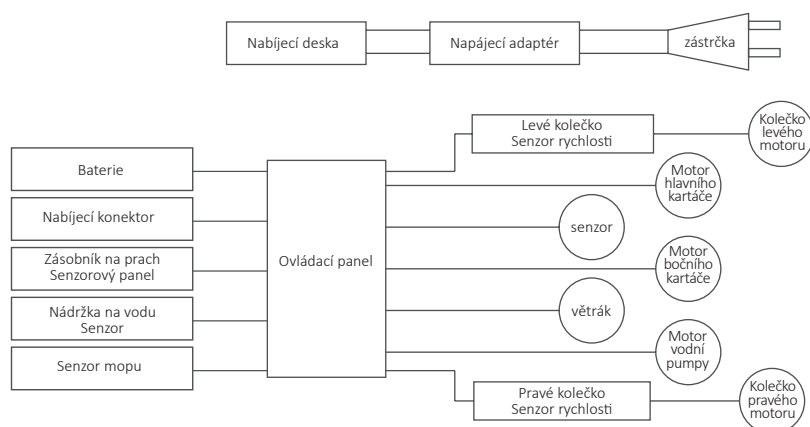 Nabíjecí deska
Napájecí adaptér
zástrčka
Levé kolečko
Senzor rychlosti
Kolečko
levého
motoru
Baterie
Motor
hlavního
kartáče
Nabíjecí konektor
senzor
Zásobník na prach
Senzorový panel
Ovládací panel
Motor
bočního
kartáče
Nádržka na vodu
Senzor
větrák
Senzor mopu
Motor
vodní
pumpy
Pravé kolečko
Senzor rychlosti
Kolečko
pravého
motoru